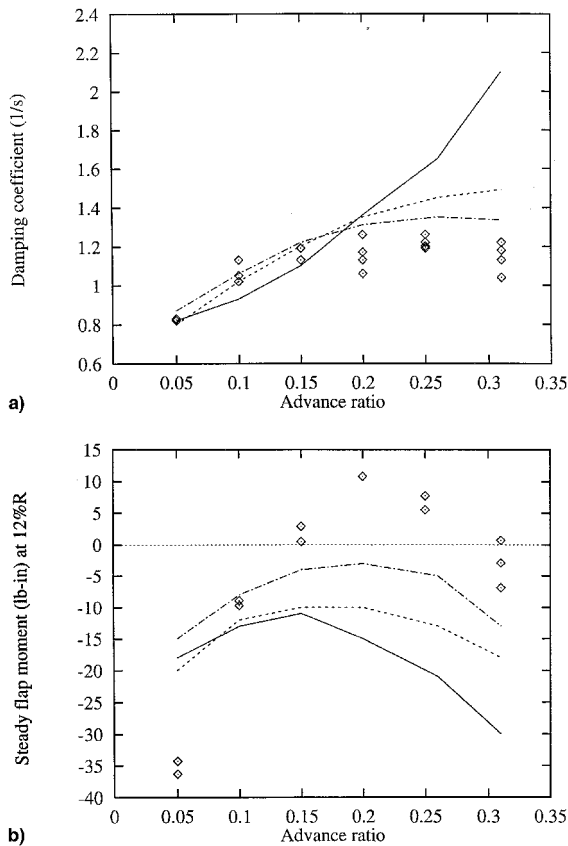 2.4
2.2
2
1.8
1.6
1.4
1.2
1
0.8
0.6
Damping coefficient (1/s)
0 0.05 0.1 0.15 0.2 0.25 0.3 0.35
Advance ratio
a)
15
10
5
0
-5
-10
-15
-20
-25
-30
-35
-40
Steady flap moment (lb-in) at 12%R
0 0.05 0.1 0.15 0.2 0.25 0.3 0.35
Advance ratio
b)